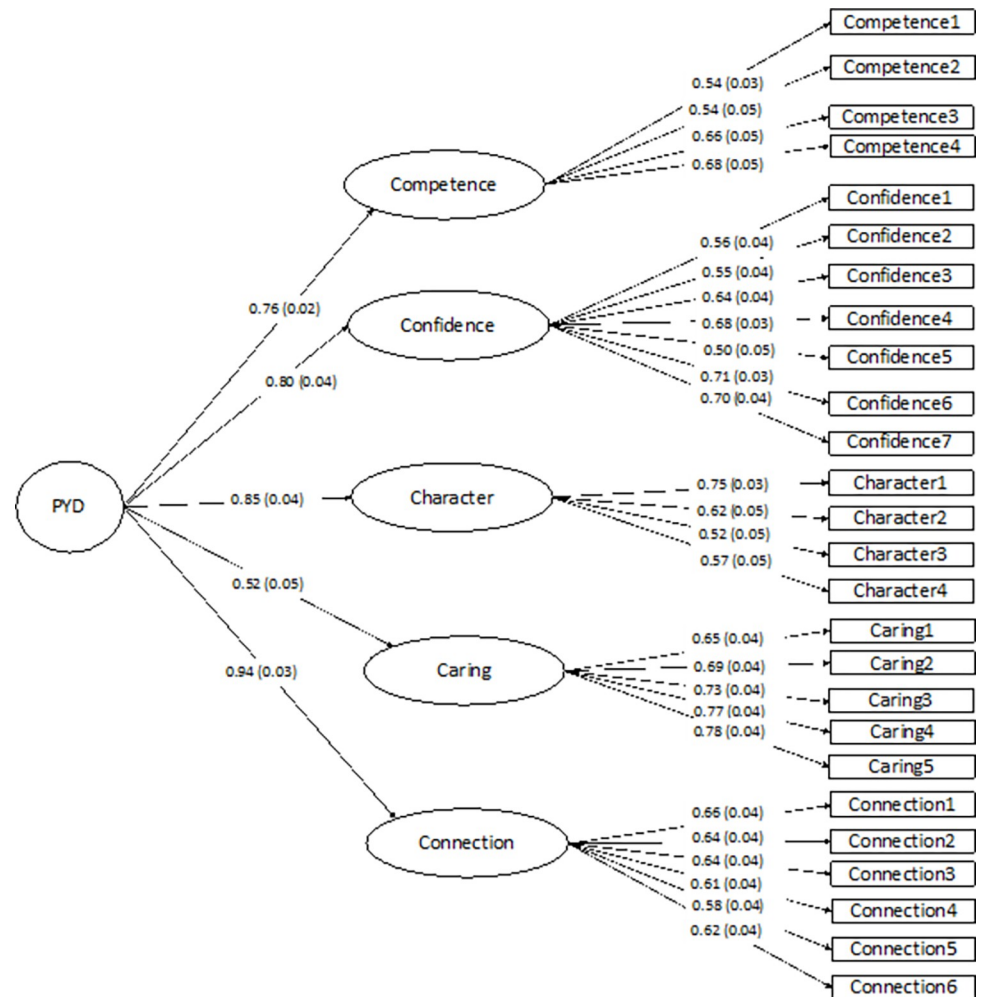 Competence1
Competence2
Competence3
Competence4
0.54 (0.03)
0.54 (0.05)
0.66 (0.05)
0.68 (0.05)
Competence
Confidence1
Confidence2
Confidence3
Confidence4
Confidence5
Confidence6
Confidence7
0.56 (0.04)
0.55 (0.04)
0.64 (0.04)
0.68 (0.03)
0.50 (0.05)
0.71 (0.03)
0.70 (0.04)
Confidence
0.76 (0.02)
0.80 (0.04)
PYD
0.85 (0.04)
Character
0.75 (0.03)
0.62 (0.05)
0.52 (0.05)
0.57 (0.05)
Character1
Character2
Character3
Character4
0.52 (0.05)
Caring
0.65 (0.04)
0.69 (0.04)
0.73 (0.04)
0.77 (0.04)
0.78 (0.04)
Caring1
Caring2
Caring3
Caring4
Caring5
0.94 (0.03)
Connection
0.66 (0.04)
0.64 (0.04)
0.64 (0.04)
0.61 (0.04)
0.58 (0.04)
0.62 (0.04)
Connection1
Connection2
Connection3
Connection4
Connection5
Connection6